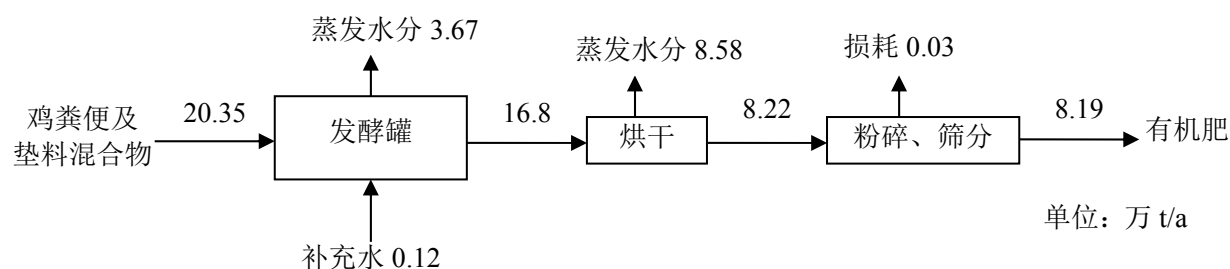 蒸发水分 3.67
蒸发水分 8.58
损耗 0.03
鸡粪便及
垫料混合物
20.35
发酵罐
16.8
烘干
8.22
粉碎、筛分
8.19
有机肥
补充水 0.12
单位：万 t/a